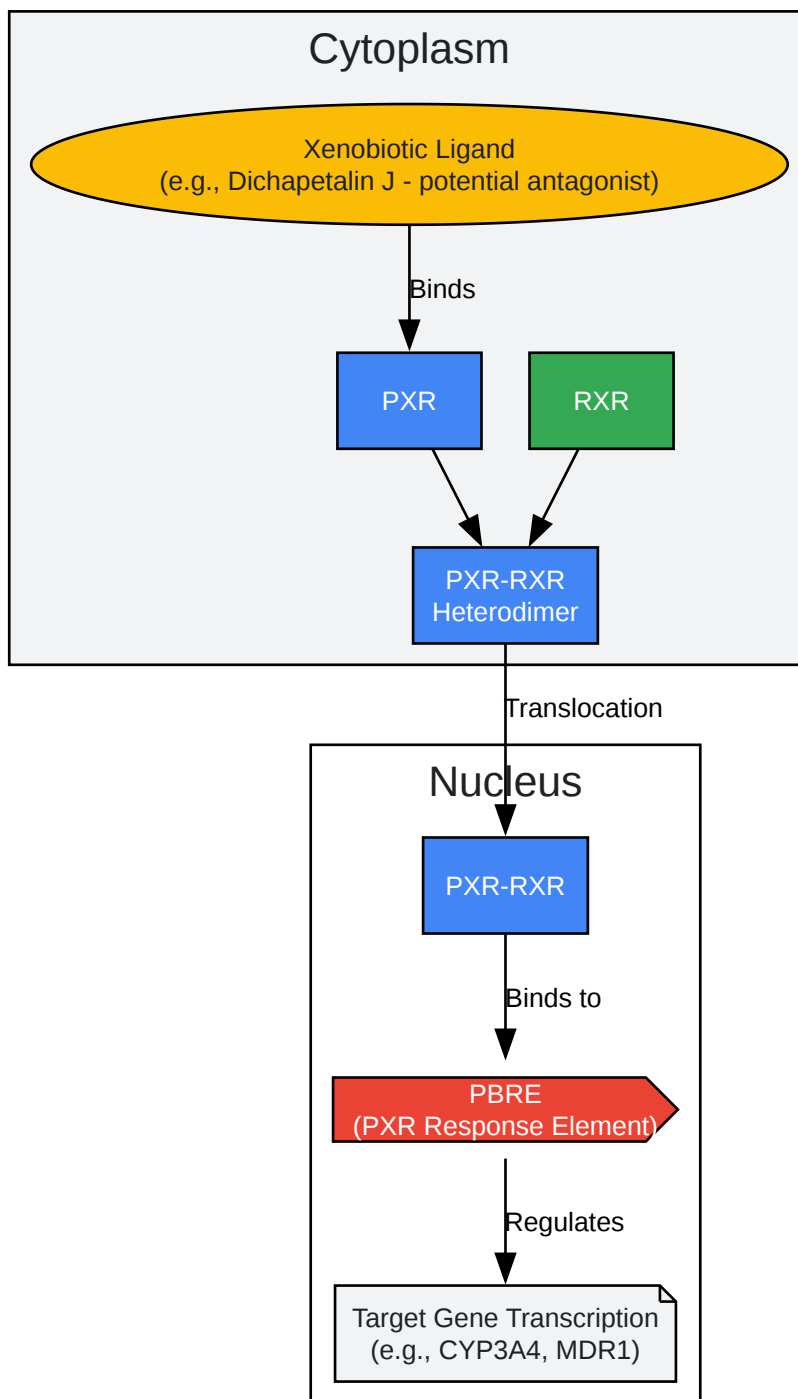 Cytoplasm
Xenobiotic Ligand
(e.g., Dichapetalin J - potential antagonist)
Binds
PXR
RXR
PXR-RXR
Heterodimer
Translocation
Nucleus
PXR-RXR
Binds to
PBRE
(PXR Response Element)
Regulates
Target Gene Transcription
(e.g., CYP3A4, MDR1)